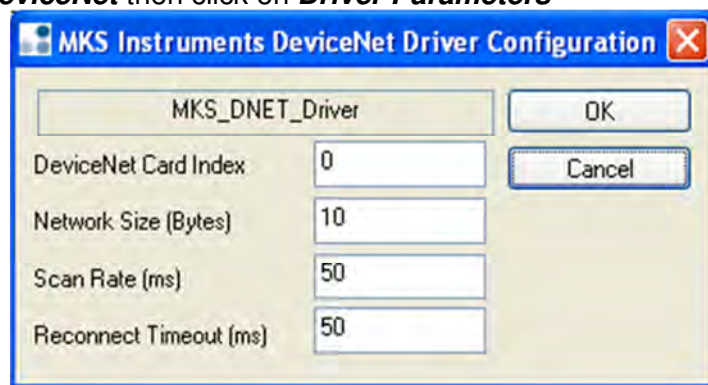 then click on Driver Parameters
MKS Instruments DeviceNet Driver Configuration
MKS_DNET_Driver
OK
DeviceNet Card Index
0
Cancel
Network Size (Bytes)
10
Scan Rate (ms)
50
Reconnect Timeout (ms)
50